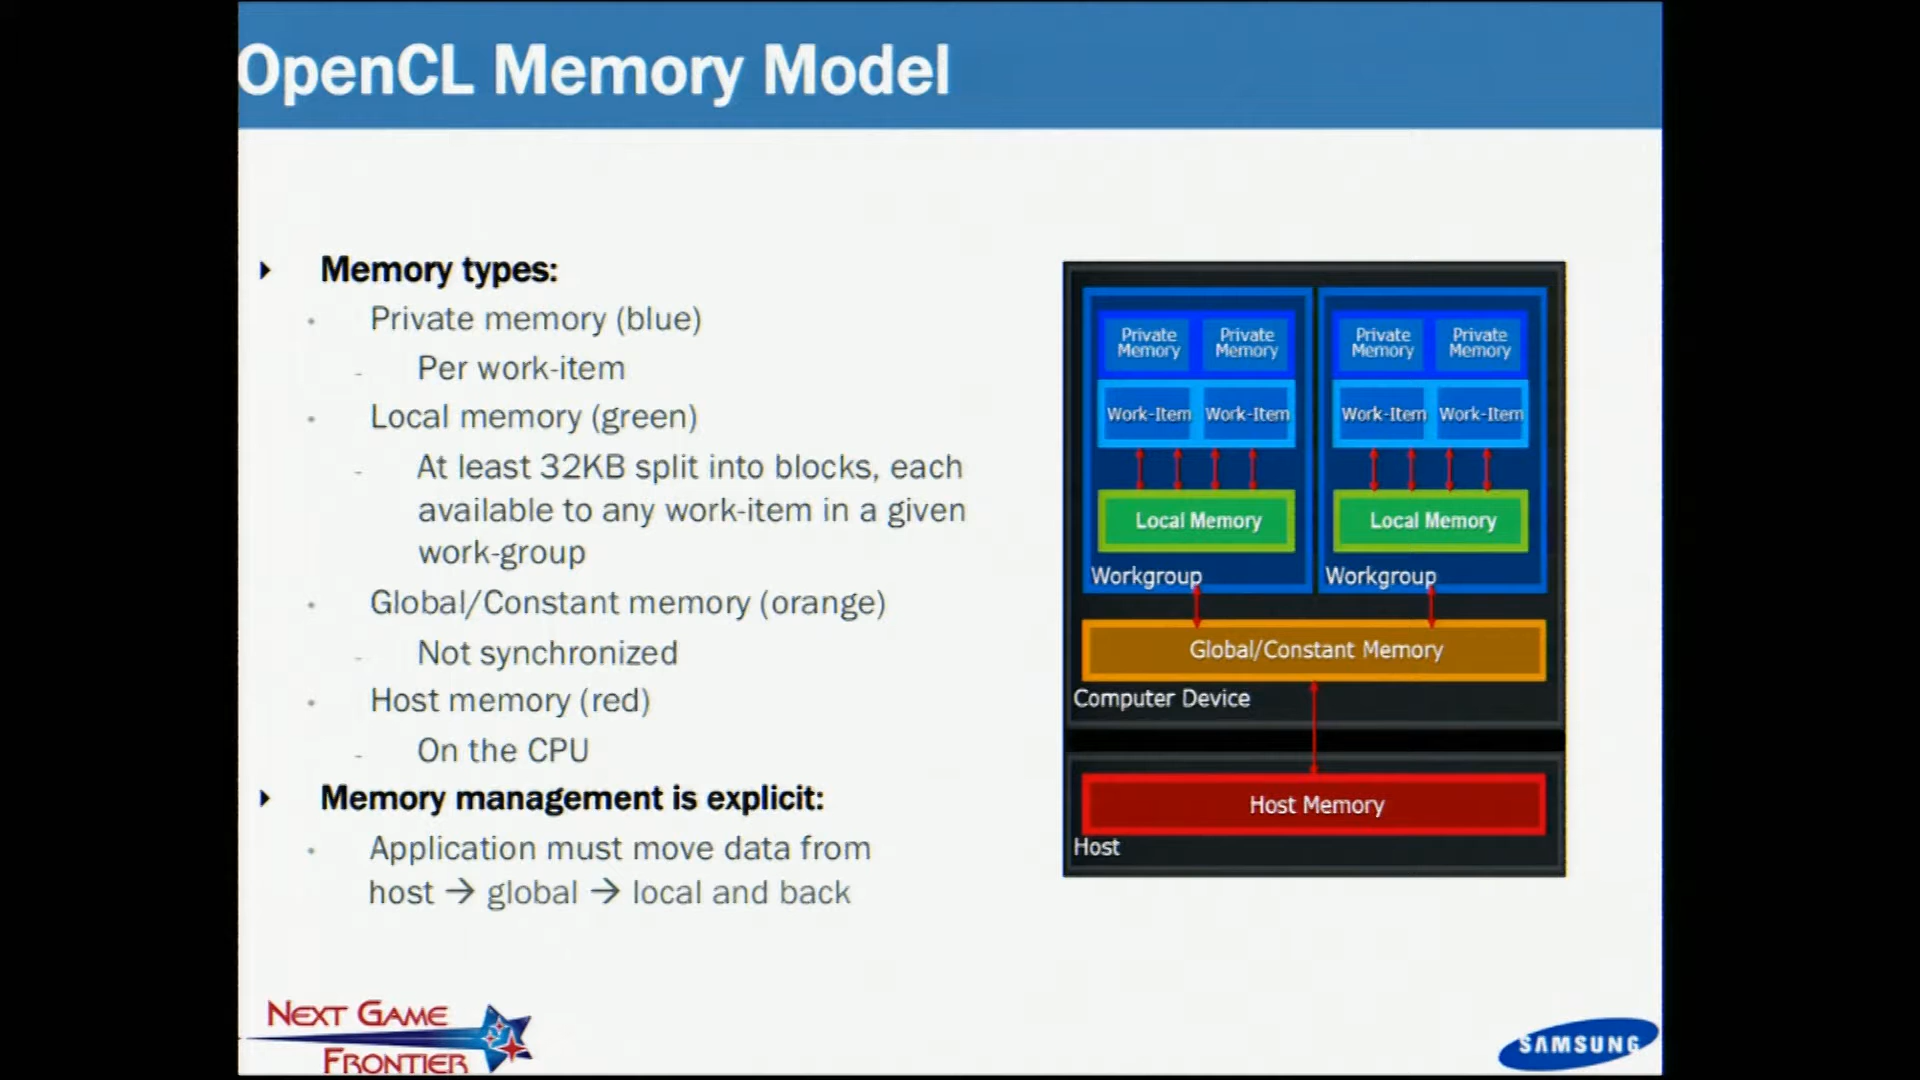 OpenCL Memory Model
Memory types:
Private memory (blue)
- Per work-item
Local memory (green)
- At least 32KB split into blocks, each
available to any work-item in a given
work-group
Global/Constant memory (orange)
- Not synchronized
Host memory (red)
- On the CPU
Memory management is explicit:
Application must move data from
host → global → local and back
Private Memory
Private Memory
Private Memory
Private Memory
Work-Item
Work-Item
Work-Item
Work-Item
Local Memory
Local Memory
Workgroup
Workgroup
Global/Constant Memory
Computer Device
Host Memory
Host
NEXT GAME
FRONTIER
SAMSUNG